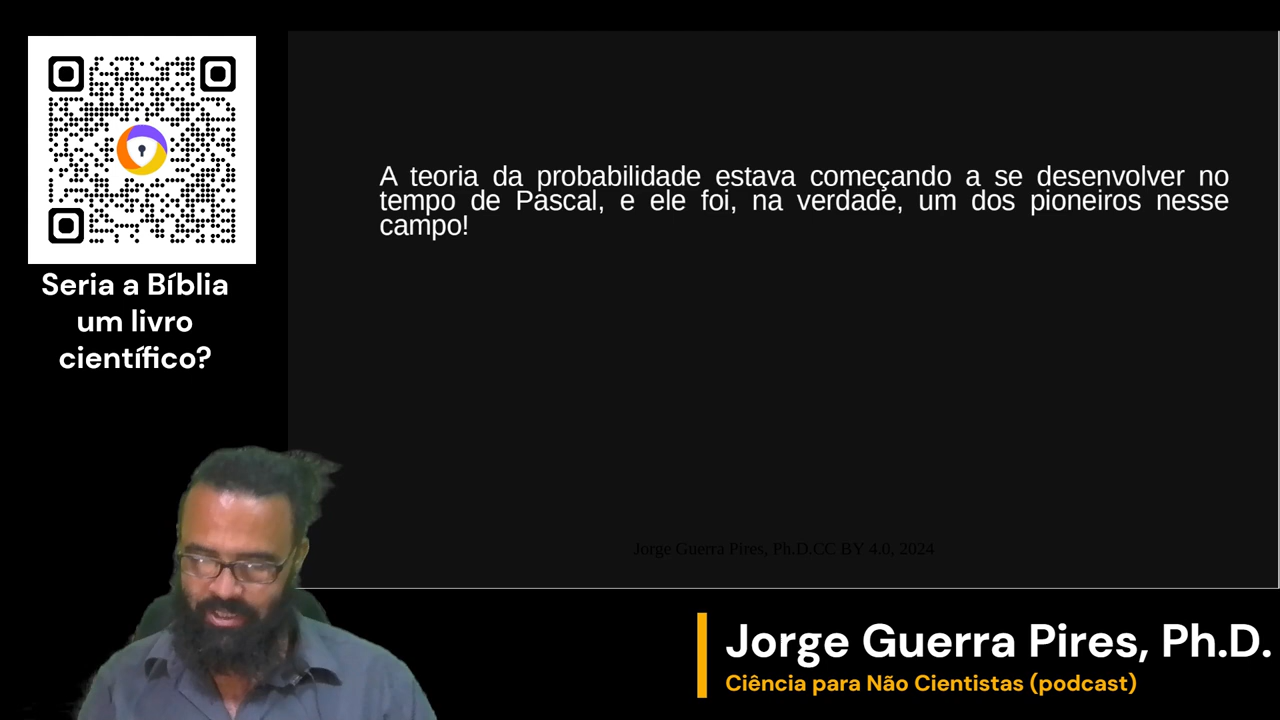 Seria a Bíblia
um livro
científico?
A teoria da probabilidade estava começando a se desenvolver no
tempo de Pascal, e ele foi, na verdade, um dos pioneiros nesse
campo!
Jorge Guerra Pires, Ph.D.CC BY 4.0, 2024
Jorge Guerra Pires, Ph.D.
Ciência para Não Cientistas (podcast)